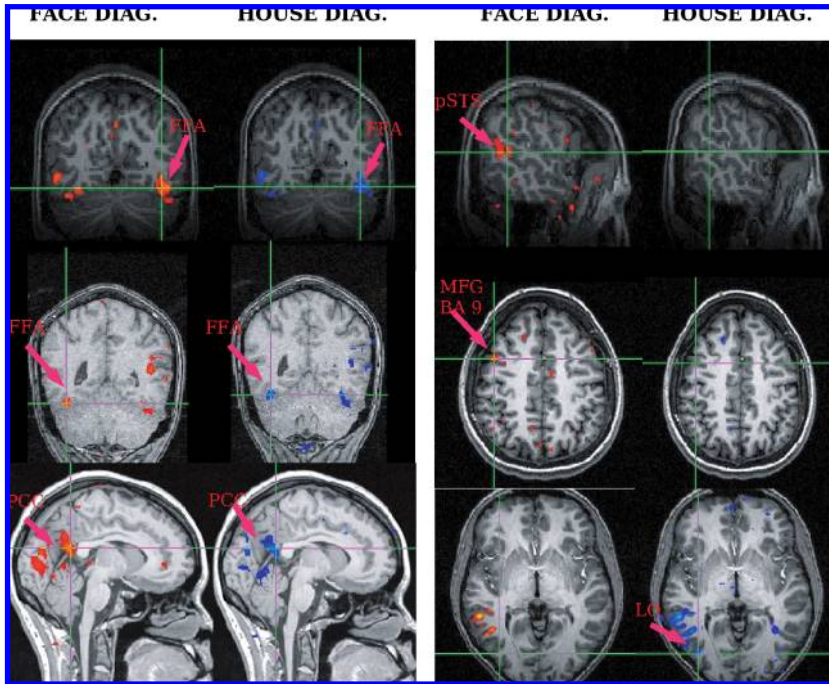 FACE DIAG. HOUSE DIAG.
FFA FFA
FFA FFA
PCC PCC
FACE DIAG. HOUSE DIAG.
pSTS
MFG
BA 9
LO